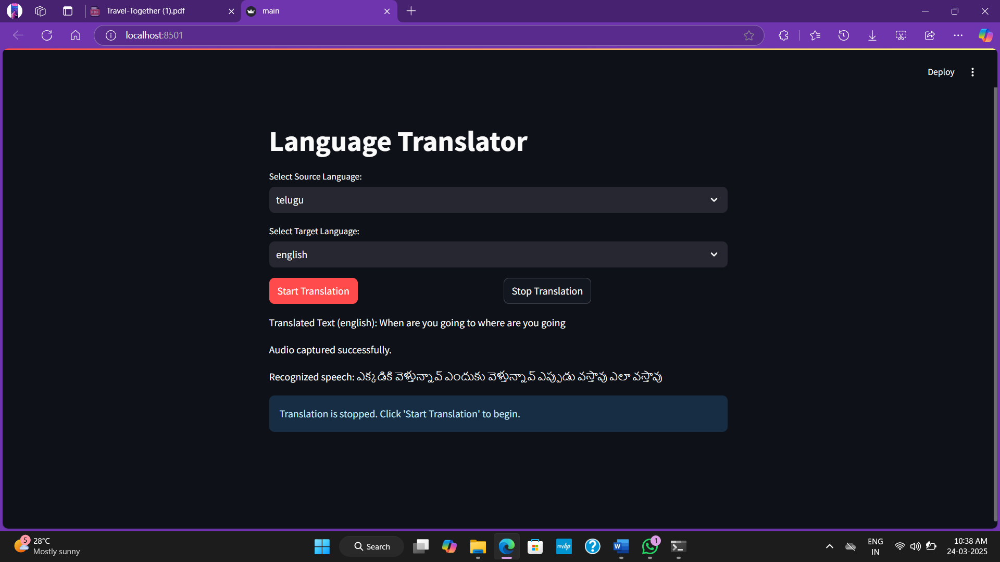 Travel-Together (1).pdf
main
localhost:8501
Deploy
Language Translator
Select Source Language:
telugu
Select Target Language:
english
Start Translation
Stop Translation
Translated Text (english): When are you going to where are you going
Audio captured successfully.
Recognized speech: ఎక్కడికి వెళ్తున్నావ్ ఎందుకు వెళ్తున్నావ్ ఎప్పుడు వస్తావు ఎలా వస్తావు
Translation is stopped. Click 'Start Translation' to begin.
5
28°C
Mostly sunny
Search
myhp
1
ENG
IN
10:38 AM
24-03-2025